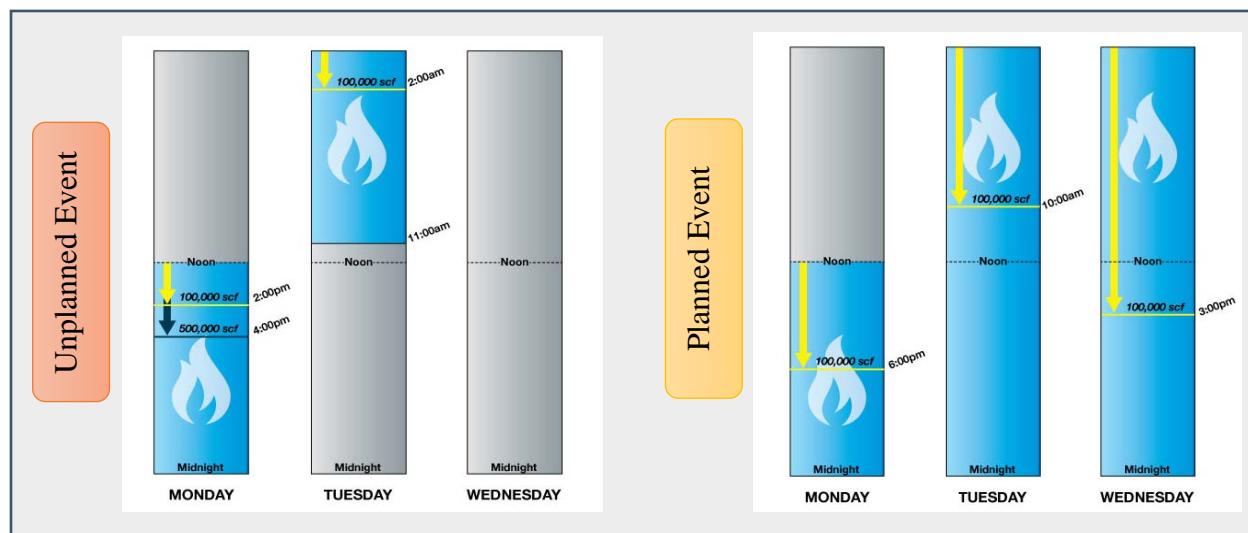 Unplanned Event
100,000 scf
2:00am
11:00am
Noon
Noon
Noon
100,000 scf
2:00pm
500,000 scf
4:00pm
Midnight
Midnight
Midnight
MONDAY
TUESDAY
WEDNESDAY
Planned Event
100,000 scf
10:00am
Noon
Noon
Noon
100,000 scf
3:00pm
100,000 scf
6:00pm
Midnight
Midnight
Midnight
MONDAY
TUESDAY
WEDNESDAY